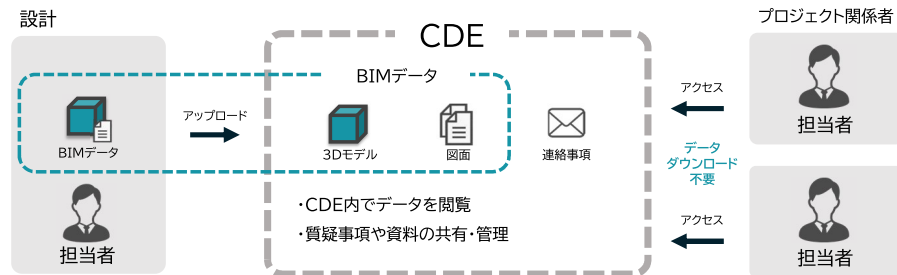 設計
BIMデータ
担当者
アップロード
CDE
BIMデータ
3Dモデル
図面
連絡事項
・CDE内でデータを閲覧
・質疑事項や資料の共有・管理
アクセス
データ
ダウンロード
不要
アクセス
プロジェクト関係者
担当者
担当者